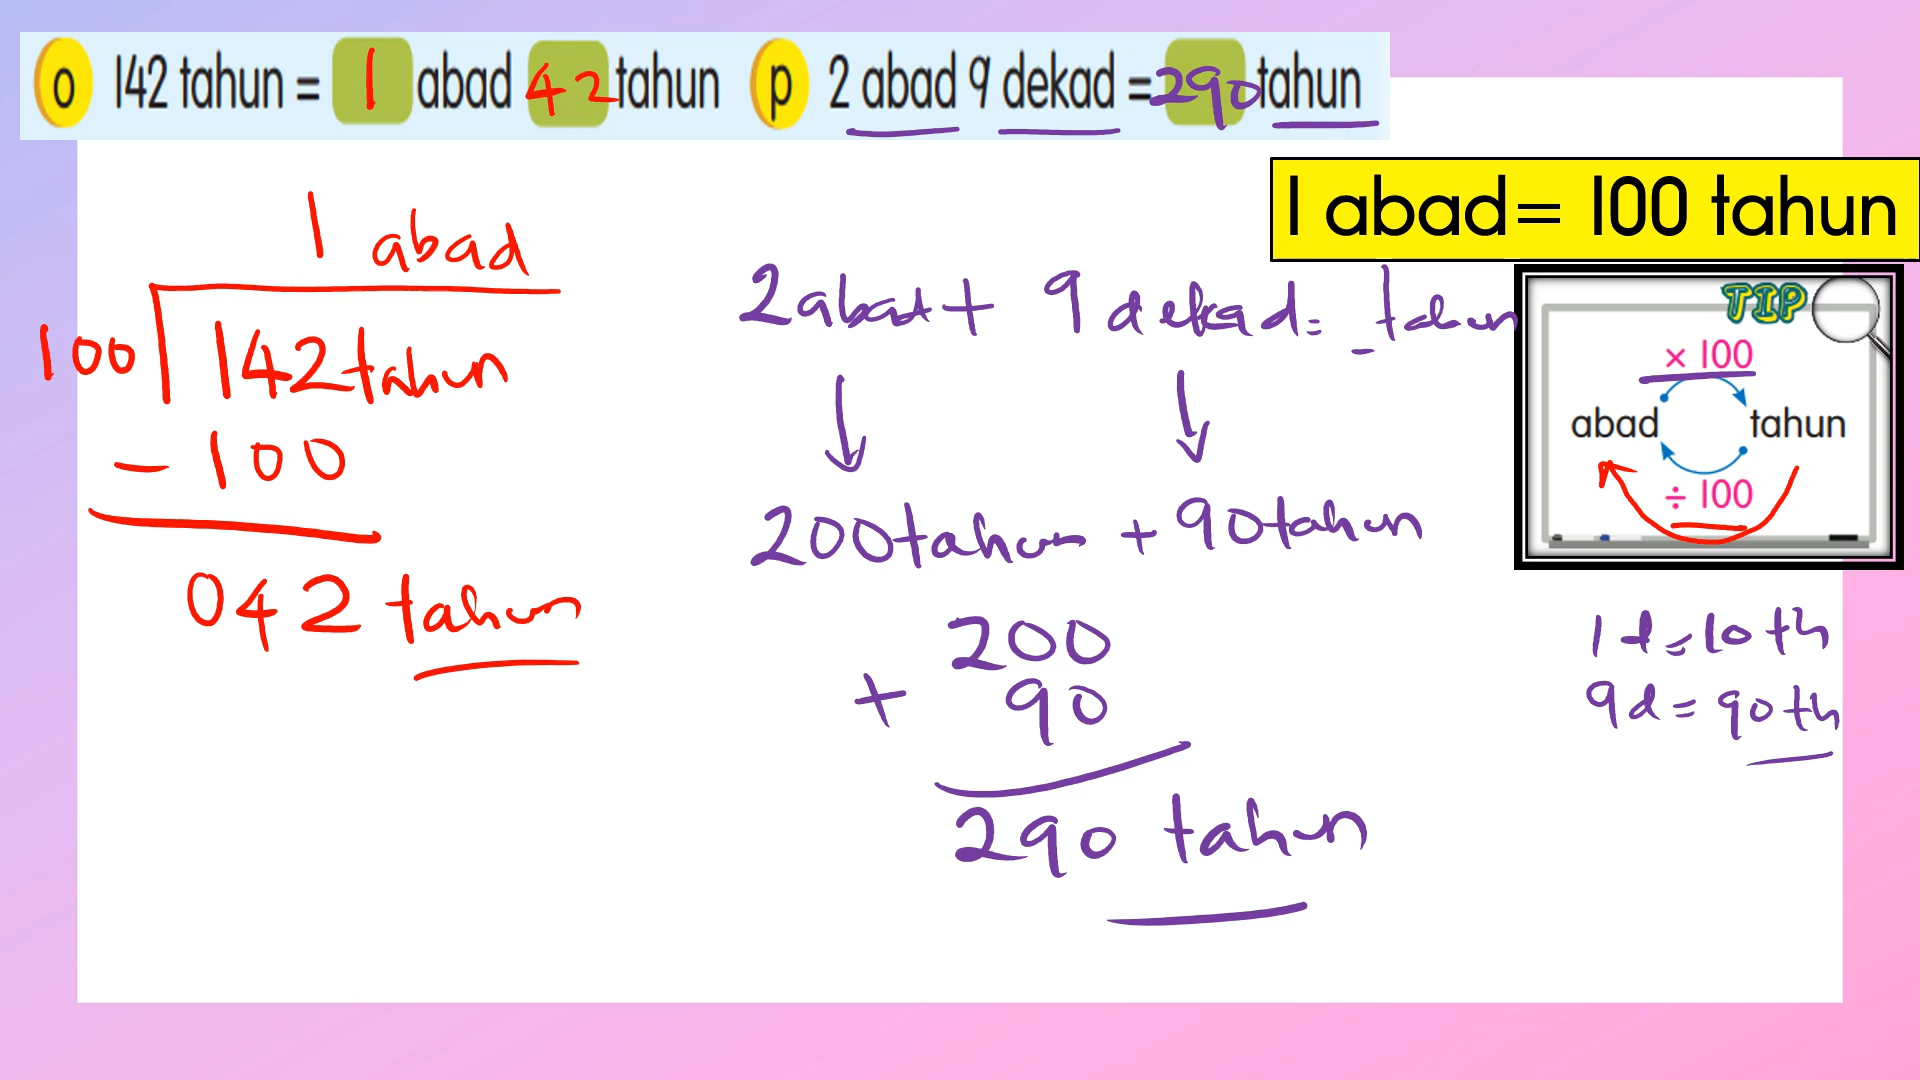 o 142 tahun = 1 abad 42 tahun p 2 abad 9 dekad = 290 tahun
1 abad= 100 tahun
1 abad
100 142 tahun
- 100
042 tahun
2 abad + 9 dekad = _ tahun
200 tahun + 90 tahun
200
+ 90
290 tahun
TIP
× 100
abad tahun
÷ 100
1d = 10 th
9d = 90 th